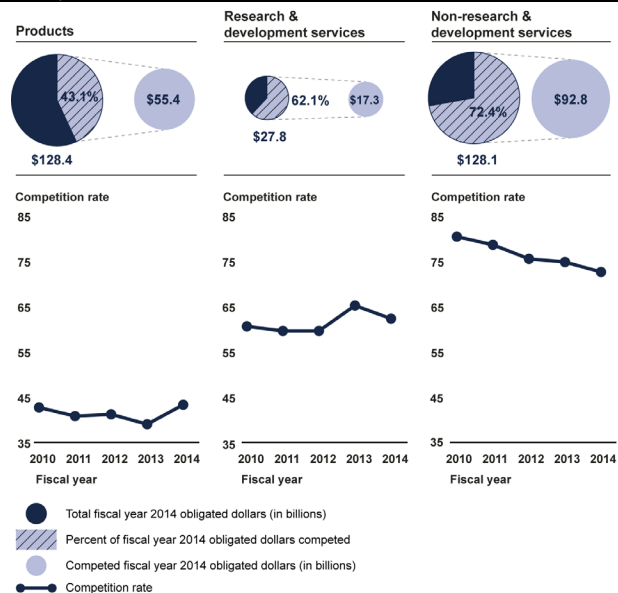 Products
Research &
development services
Non-research &
development services
43.1%
$55.4
$128.4
62.1%
$17.3
$27.8
72.4%
$92.8
$128.1
Competition rate
85
75
65
55
45
35
2010 2011 2012 2013 2014
Fiscal year
Competition rate
85
75
65
55
45
35
2010 2011 2012 2013 2014
Fiscal year
Competition rate
85
75
65
55
45
35
2010 2011 2012 2013 2014
Fiscal year
Total fiscal year 2014 obligated dollars (in billions)
Percent of fiscal year 2014 obligated dollars competed
Competed fiscal year 2014 obligated dollars (in billions)
Competition rate